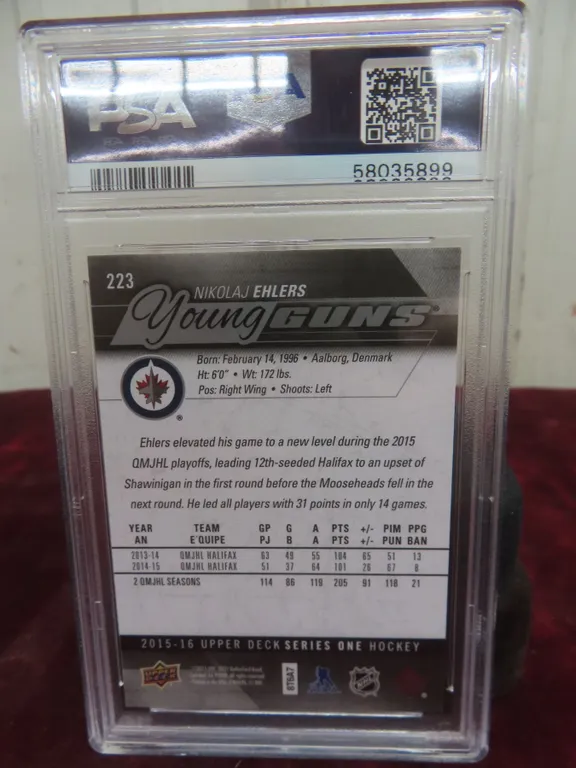 PSA
58035899
223
NIKOLAJ EHLERS
Young GUNS
Born: February 14, 1996 • Aalborg, Denmark
Ht: 6'0" • Wt: 172 lbs.
Pos: Right Wing • Shoots: Left
Ehlers elevated his game to a new level during the 2015
QMJHL playoffs, leading 12th-seeded Halifax to an upset of
Shawinigan in the first round before the Mooseheads fell in the
next round. He led all players with 31 points in only 14 games.
YEAR TEAM GP G A PTS +/- PIM PPG
AN E'QUIPE PJ B A PTS +/- PUN BAN
2013-14 QMJHL HALIFAX 63 49 55 104 65 51 13
2014-15 QMJHL HALIFAX 51 37 64 101 26 67 8
2 QMJHL SEASONS 114 86 119 205 91 118 21
2015-16 UPPER DECK SERIES ONE HOCKEY
UPPER DECK
8T6A7
NHL